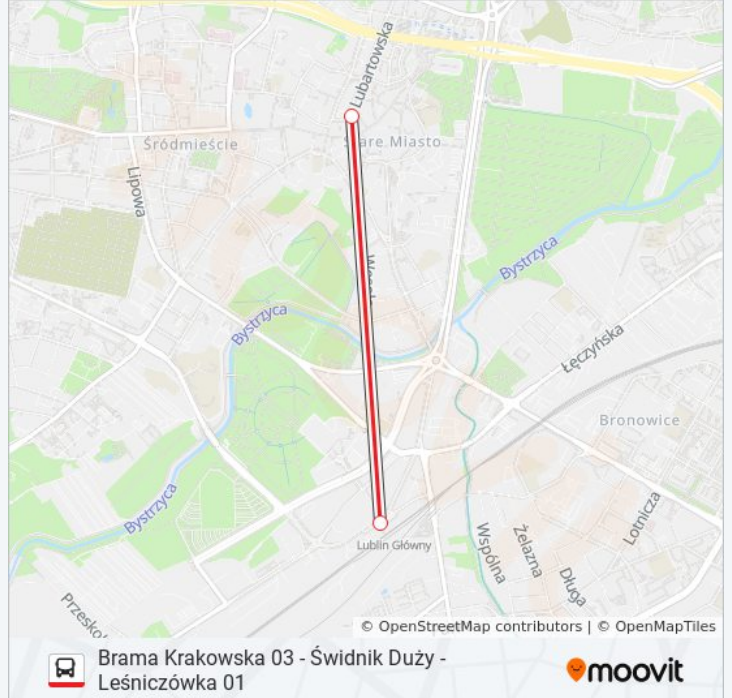 Lubartowska
Śródmieście
Stare Miasto
Lipowa
Bystrzyca
Bystrzyca
Łęczyńska
Bronowice
Bystrzyca
Lotnicza
Lublin Główny
Wspólna
Żelazna
Długa
© OpenStreetMap contributors | © OpenMapTiles
Brama Krakowska 03 - Świdnik Duży -
Leśniczówka 01
moovit